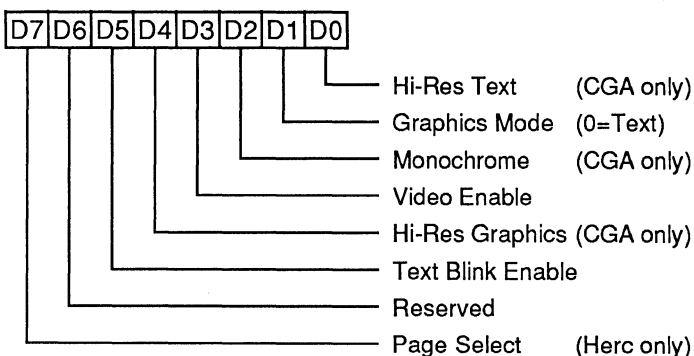 D7 D6 D5 D4 D3 D2 D1 D0
Hi-Res Text (CGA only)
Graphics Mode (0=Text)
Monochrome (CGA only)
Video Enable
Hi-Res Graphics (CGA only)
Text Blink Enable
Reserved
Page Select (Herc only)